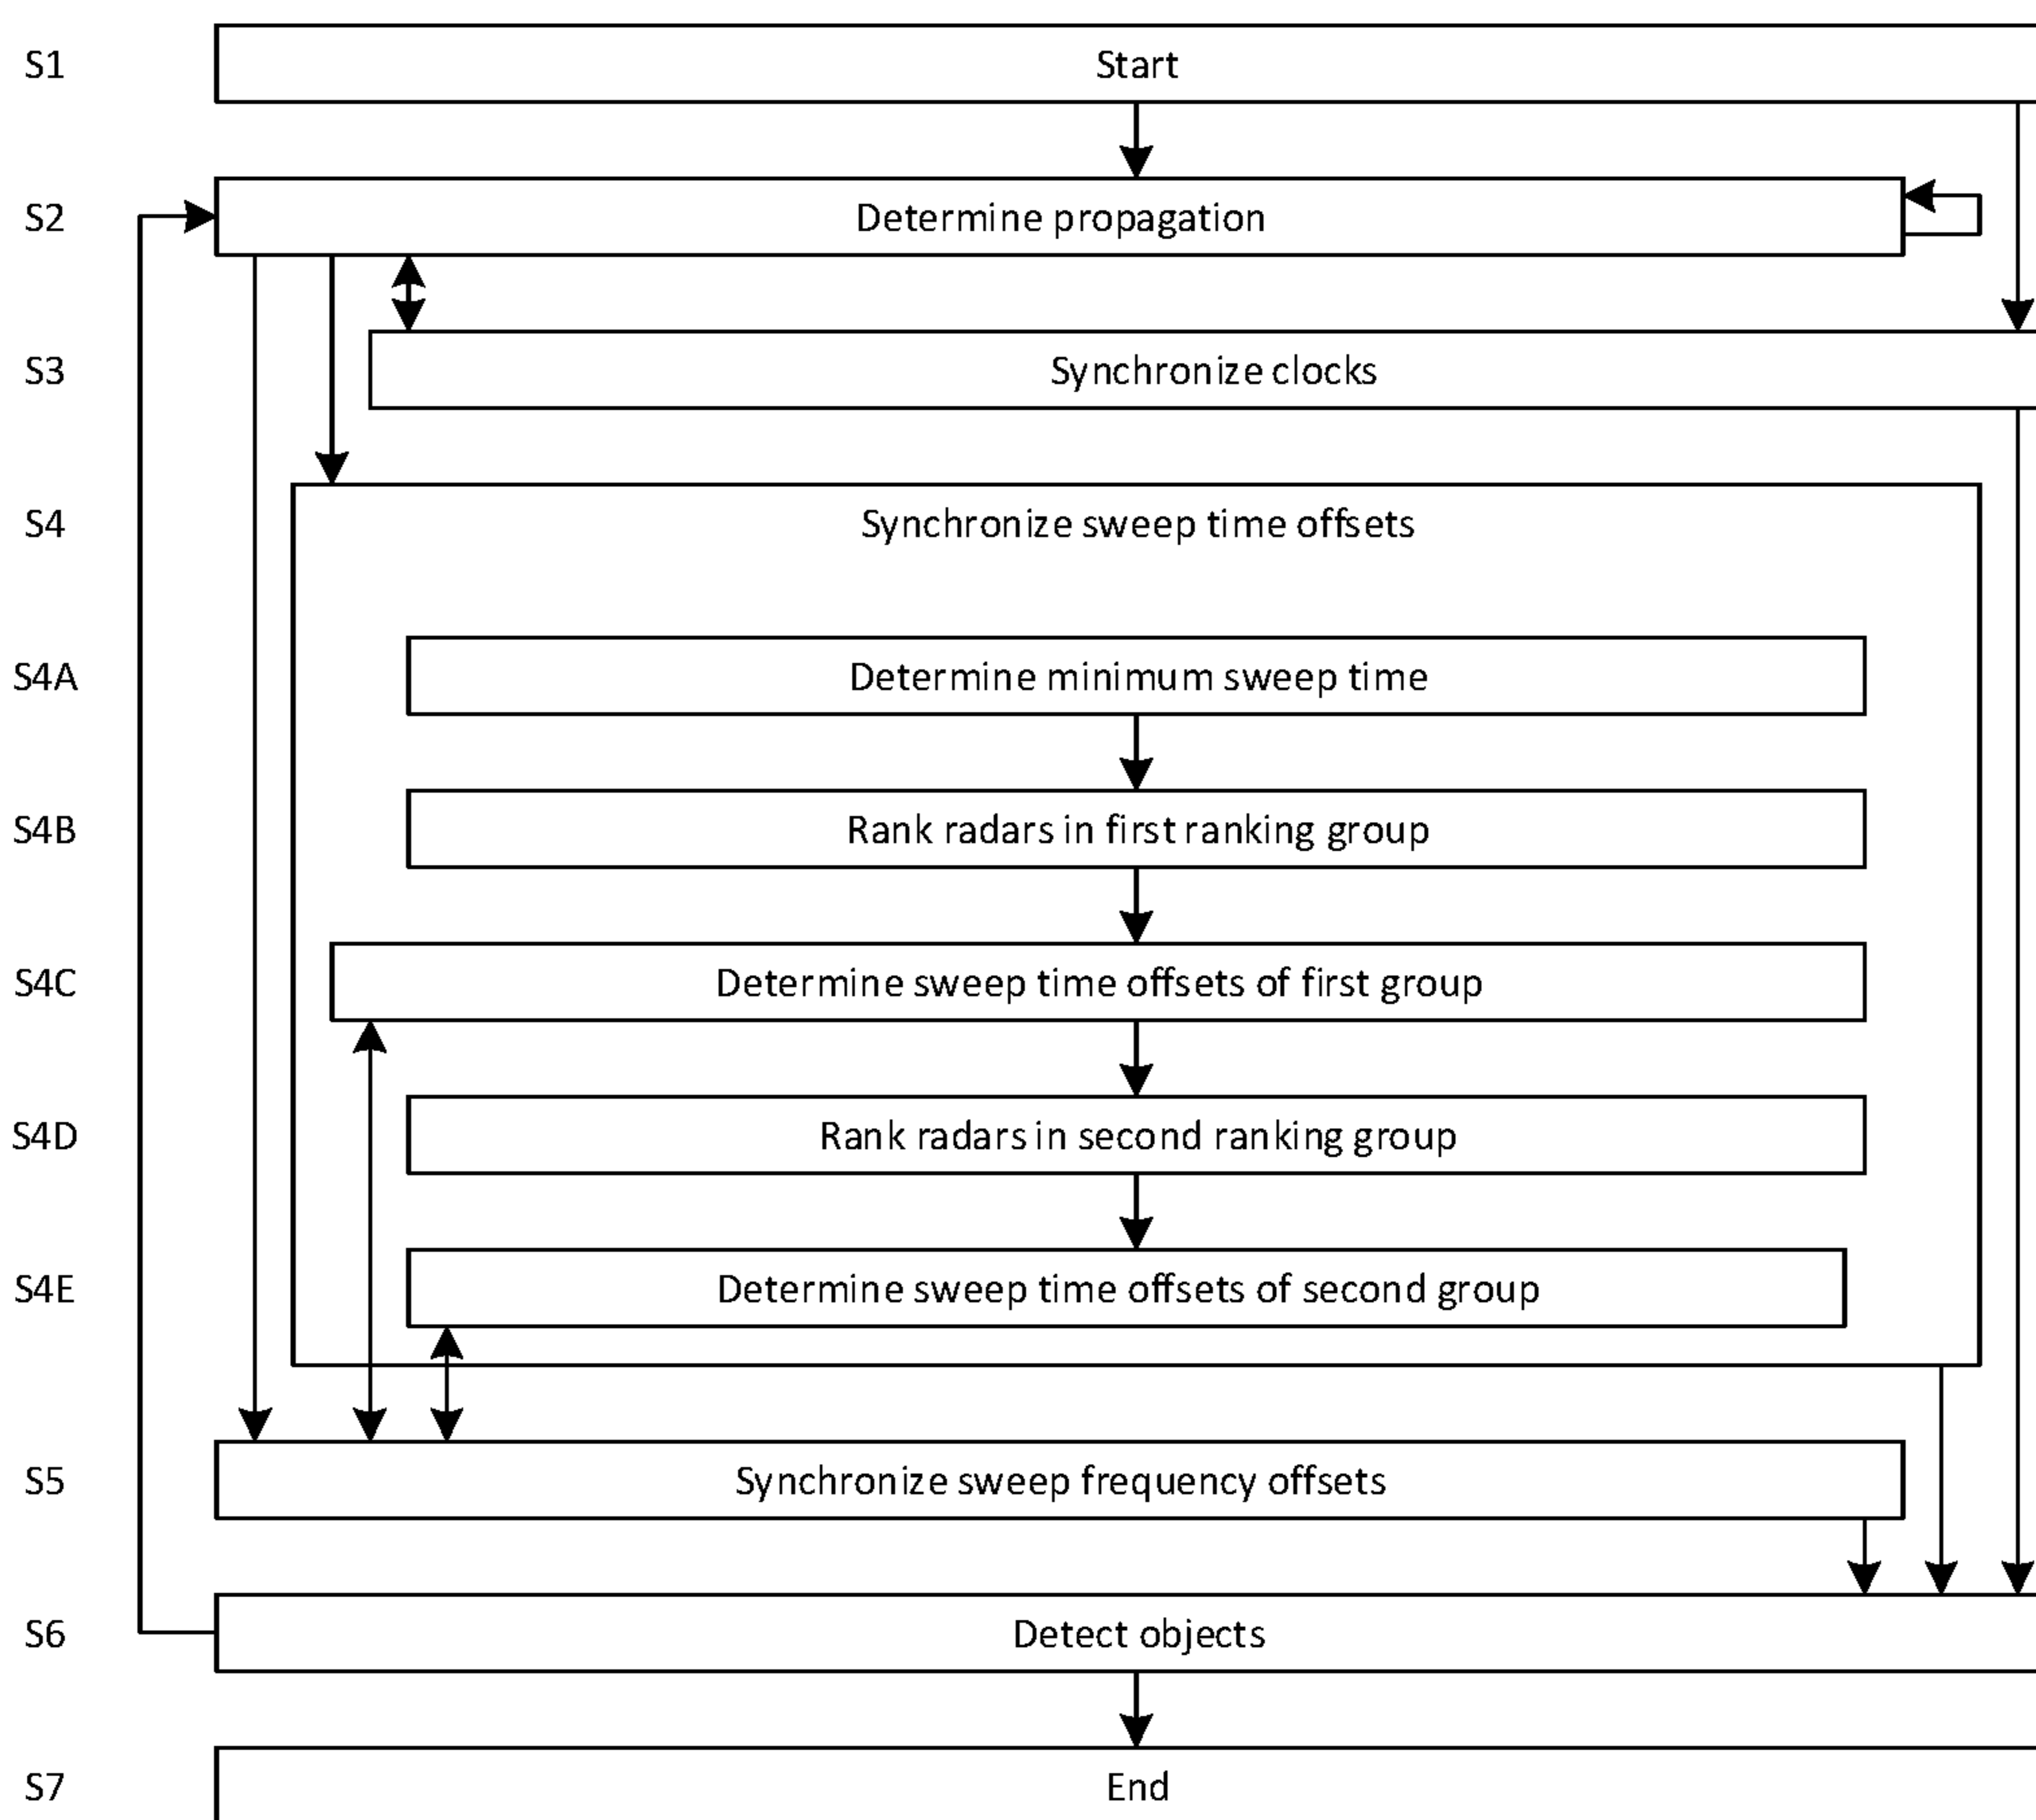 S1 Start
S2 Determine propagation
S3 Synchronize clocks
S4 Synchronize sweep time offsets
S4A Determine minimum sweep time
S4B Rank radars in first ranking group
S4C Determine sweep time offsets of first group
S4D Rank radars in second ranking group
S4E Determine sweep time offsets of second group
S5 Synchronize sweep frequency offsets
S6 Detect objects
S7 End